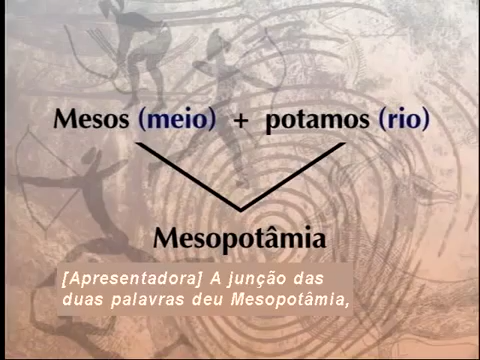 Mesos (meio) + potamos (rio)
Mesopotâmia
[Apresentadora] A junção das
duas palavras deu Mesopotâmia,